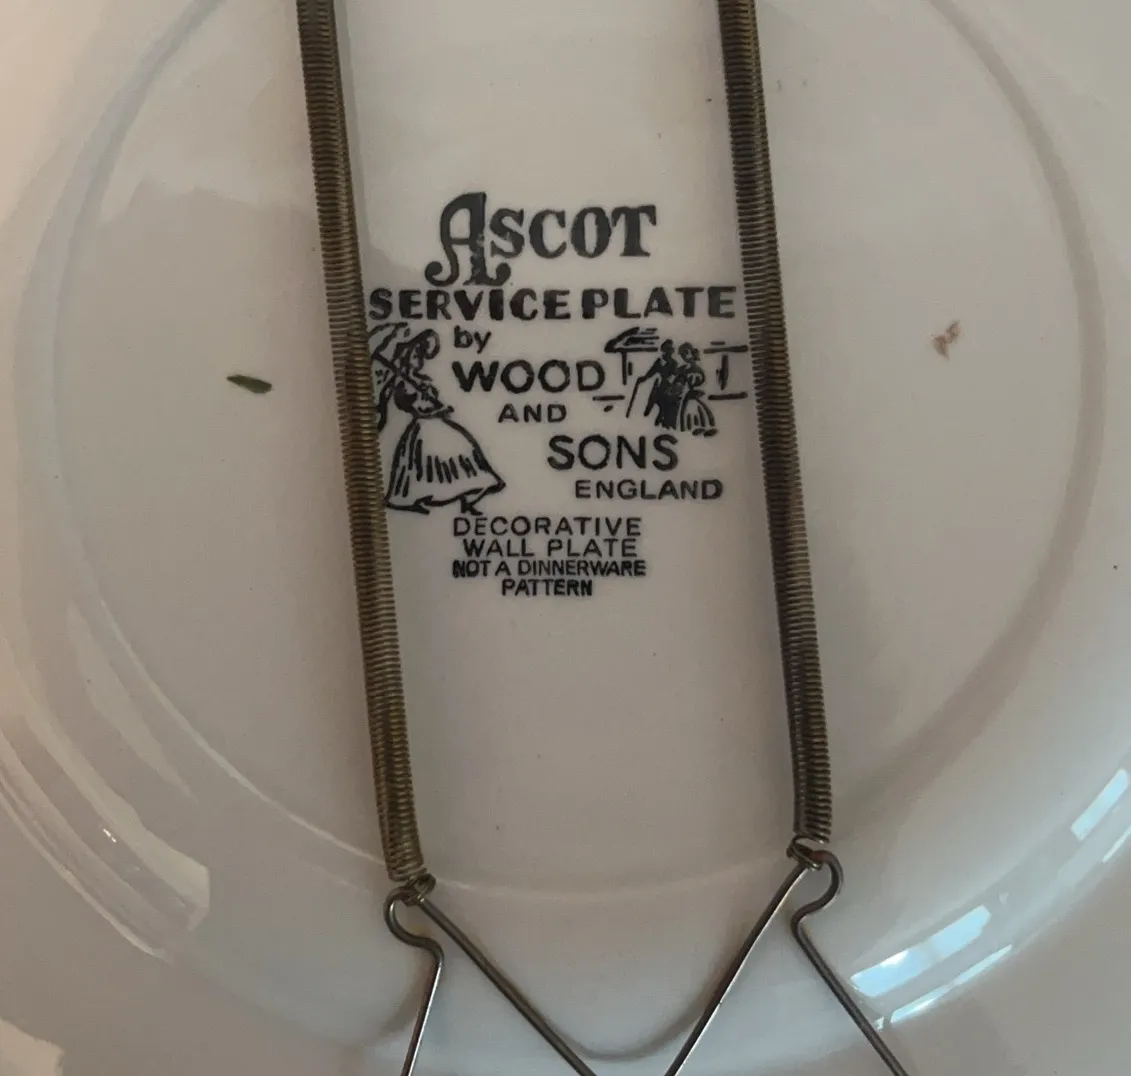 ASCOT
SERVICE PLATE
by
WOOD
AND
SONS
ENGLAND
DECORATIVE
WALL PLATE
NOT A DINNERWARE
PATTERN